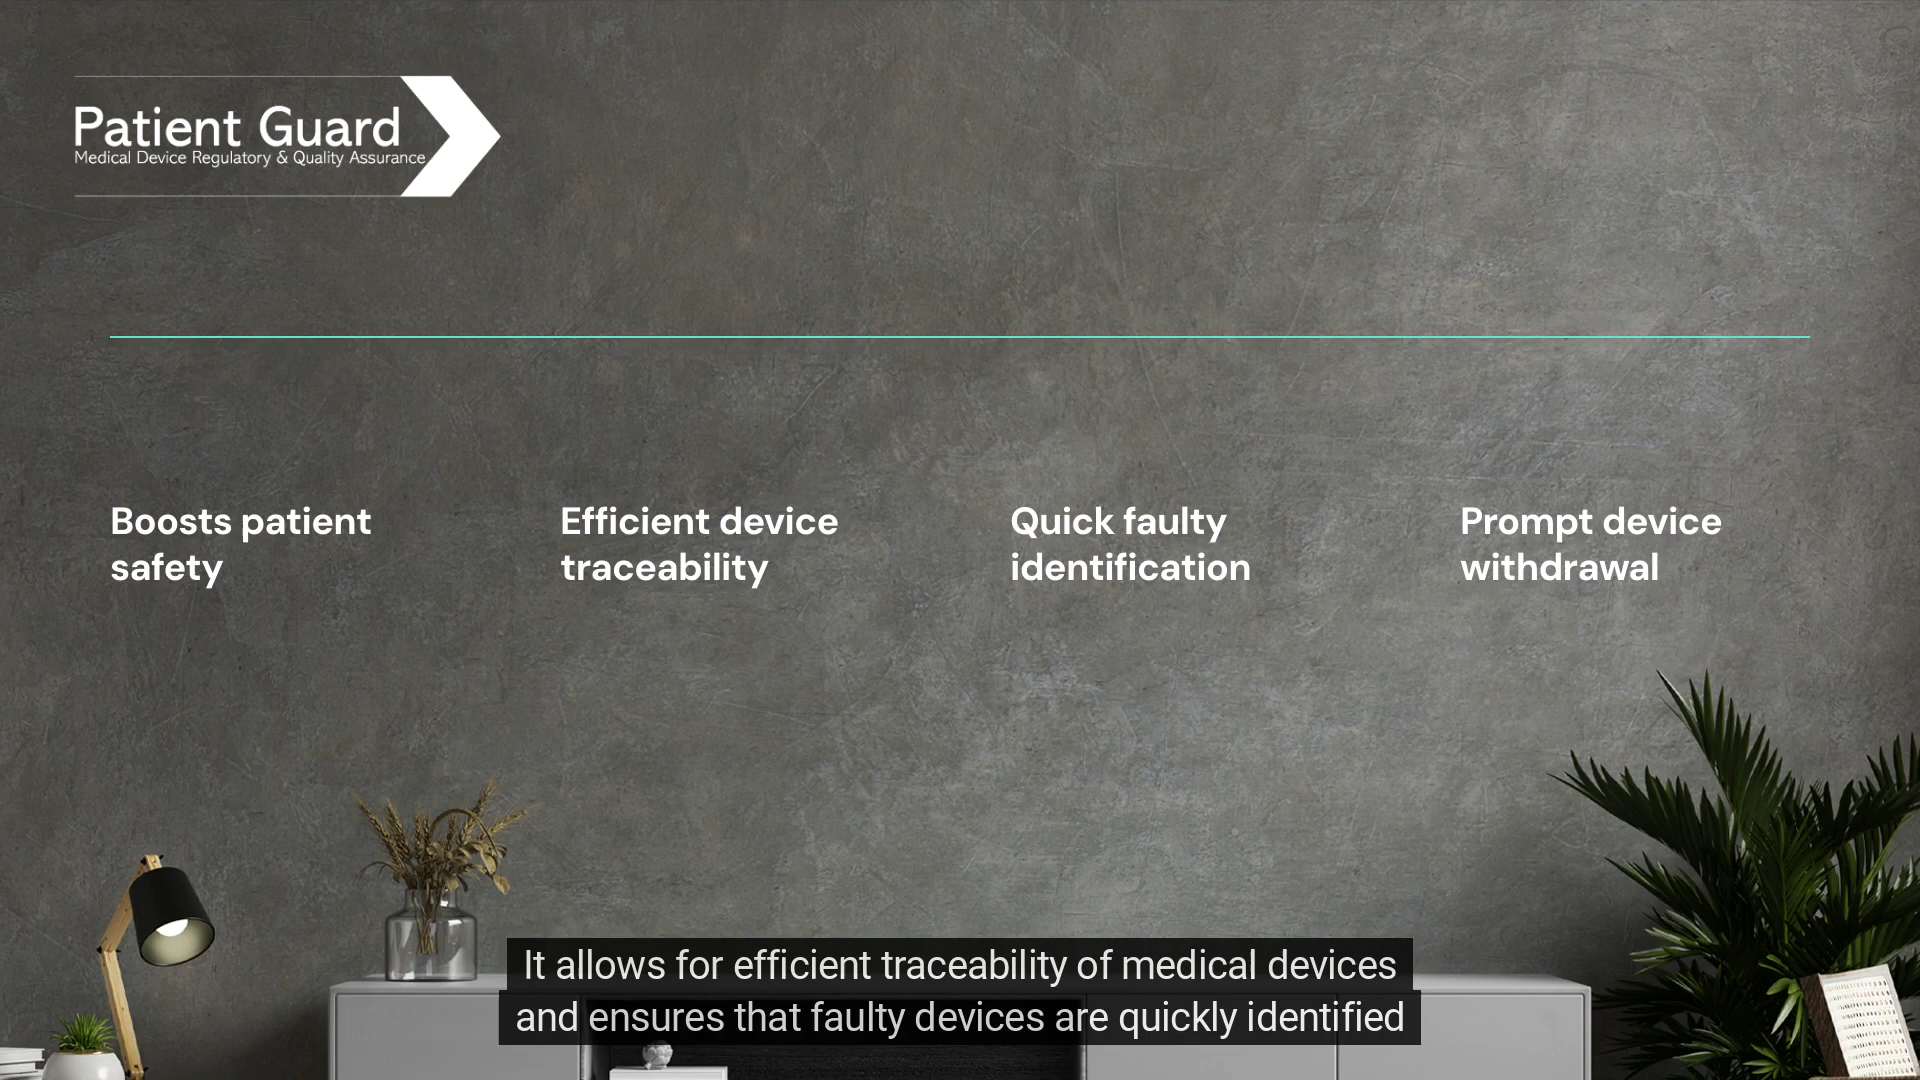 Patient Guard
Medical Device Regulatory & Quality Assurance
Boosts patient
safety
Efficient device
traceability
Quick faulty
identification
Prompt device
withdrawal
It allows for efficient traceability of medical devices
and ensures that faulty devices are quickly identified